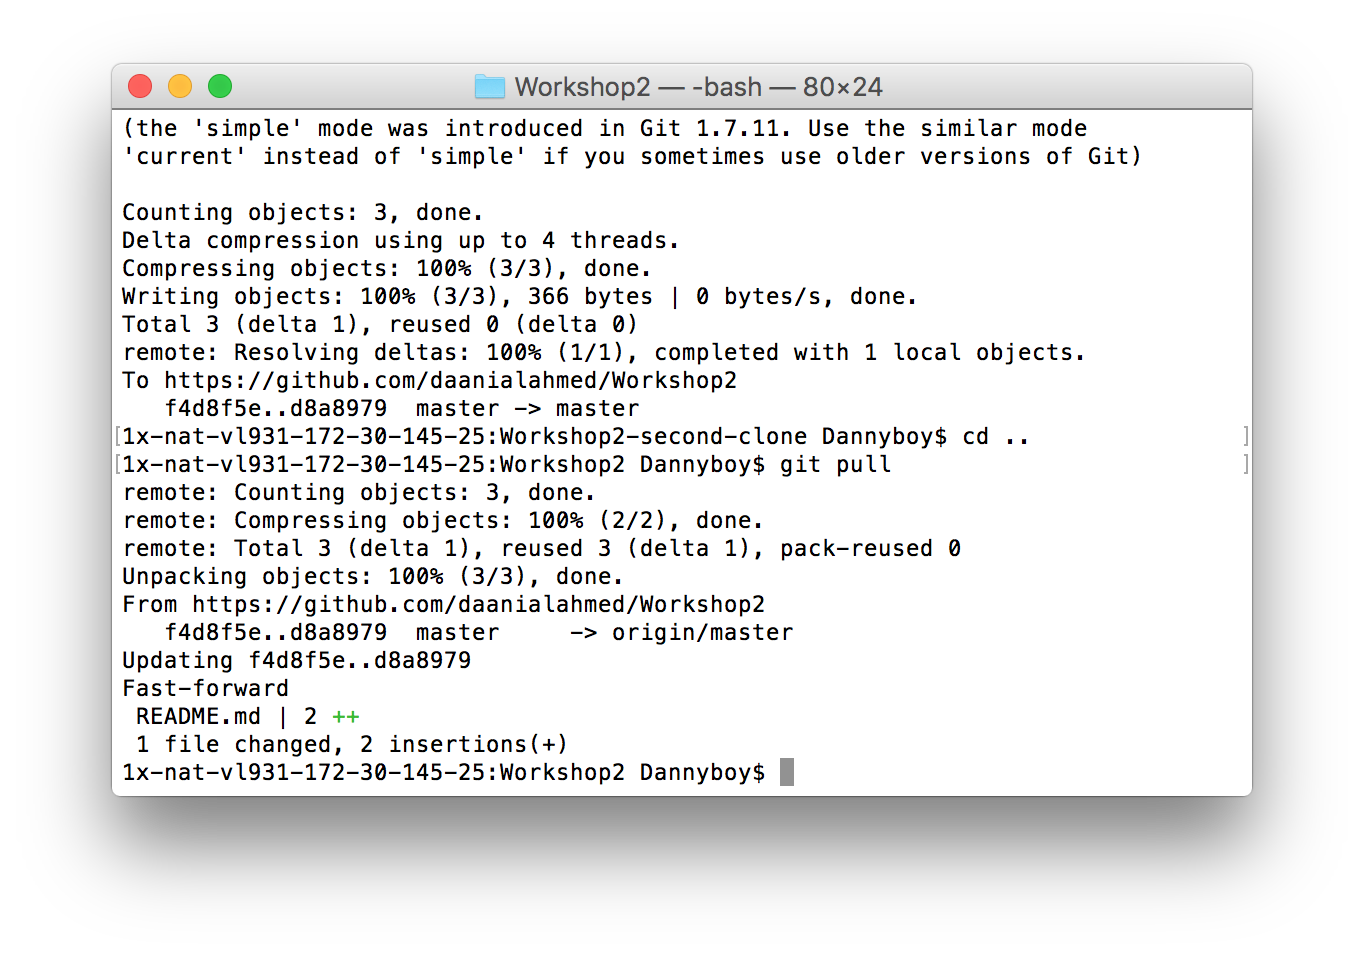 Workshop2 — -bash — 80×24
(the 'simple' mode was introduced in Git 1.7.11. Use the similar mode
'current' instead of 'simple' if you sometimes use older versions of Git)
Counting objects: 3, done.
Delta compression using up to 4 threads.
Compressing objects: 100% (3/3), done.
Writing objects: 100% (3/3), 366 bytes | 0 bytes/s, done.
Total 3 (delta 1), reused 0 (delta 0)
remote: Resolving deltas: 100% (1/1), completed with 1 local objects.
To https://github.com/daanialahmed/Workshop2
   f4d8f5e..d8a8979  master -> master
[1x-nat-vl931-172-30-145-25:Workshop2-second-clone Dannyboy$ cd .. ]
[1x-nat-vl931-172-30-145-25:Workshop2 Dannyboy$ git pull ]
remote: Counting objects: 3, done.
remote: Compressing objects: 100% (2/2), done.
remote: Total 3 (delta 1), reused 3 (delta 1), pack-reused 0
Unpacking objects: 100% (3/3), done.
From https://github.com/daanialahmed/Workshop2
   f4d8f5e..d8a8979  master     -> origin/master
Updating f4d8f5e..d8a8979
Fast-forward
 README.md | 2 ++
 1 file changed, 2 insertions(+)
1x-nat-vl931-172-30-145-25:Workshop2 Dannyboy$